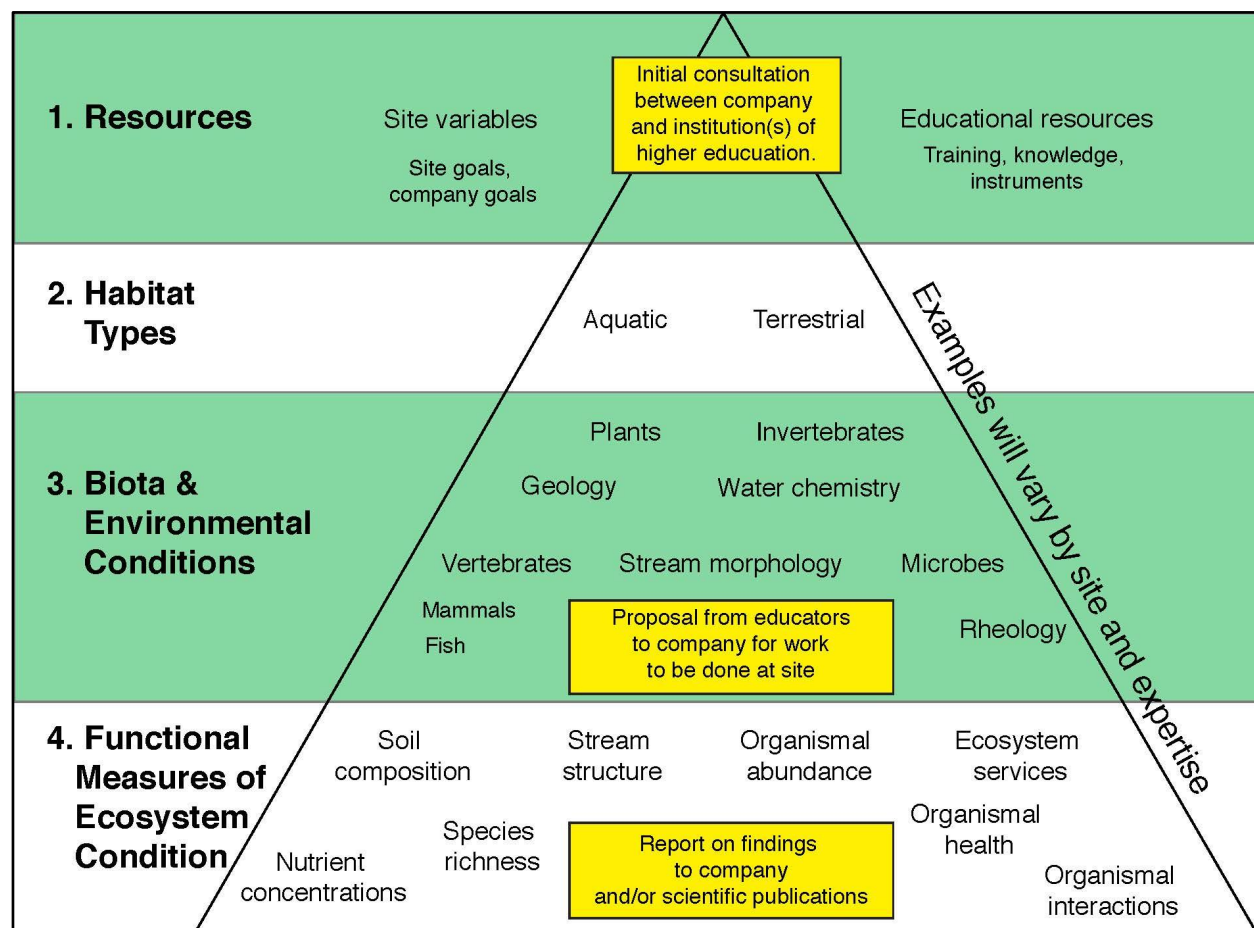 1. Resources
Site variables
Site goals,
company goals
Initial consultation
between company
and institution(s) of
higher educuation.
Educational resources
Training, knowledge,
instruments
2. Habitat
Types
Aquatic
Terrestrial
Examples will vary by site and expertise
3. Biota &
Environmental
Conditions
Plants
Invertebrates
Geology
Water chemistry
Vertebrates
Stream morphology
Microbes
Mammals
Fish
Proposal from educators
to company for work
to be done at site
Rheology
4. Functional
Measures of
Ecosystem
Condition
Soil
composition
Stream
structure
Organismal
abundance
Ecosystem
services
Nutrient
concentrations
Species
richness
Report on findings
to company
and/or scientific publications
Organismal
health
Organismal
interactions